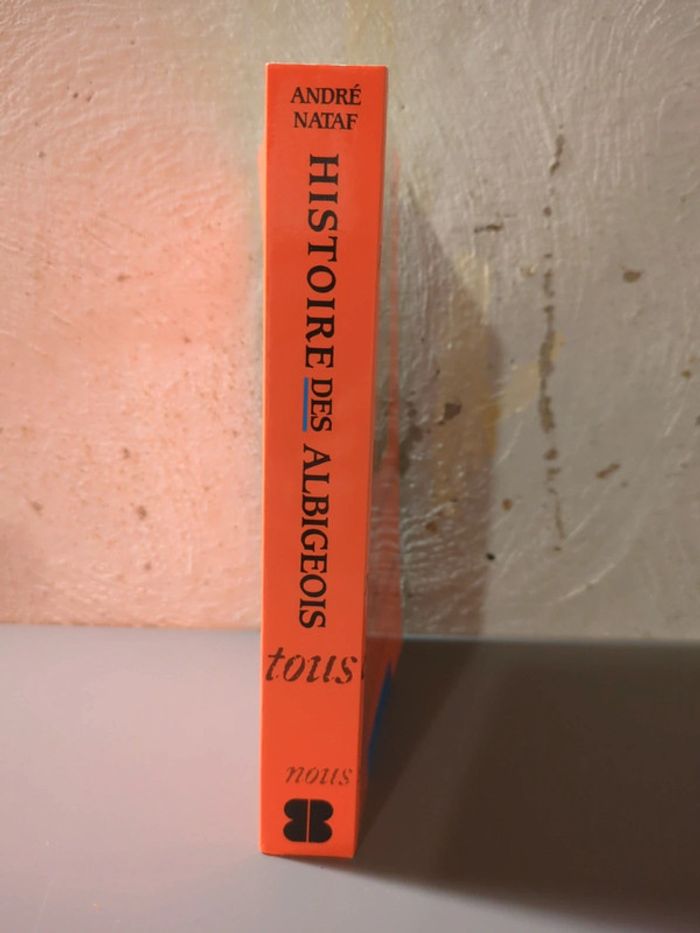 ANDRÉ
NATAF
HISTOIRE DES ALBIGEOIS
tous
nous